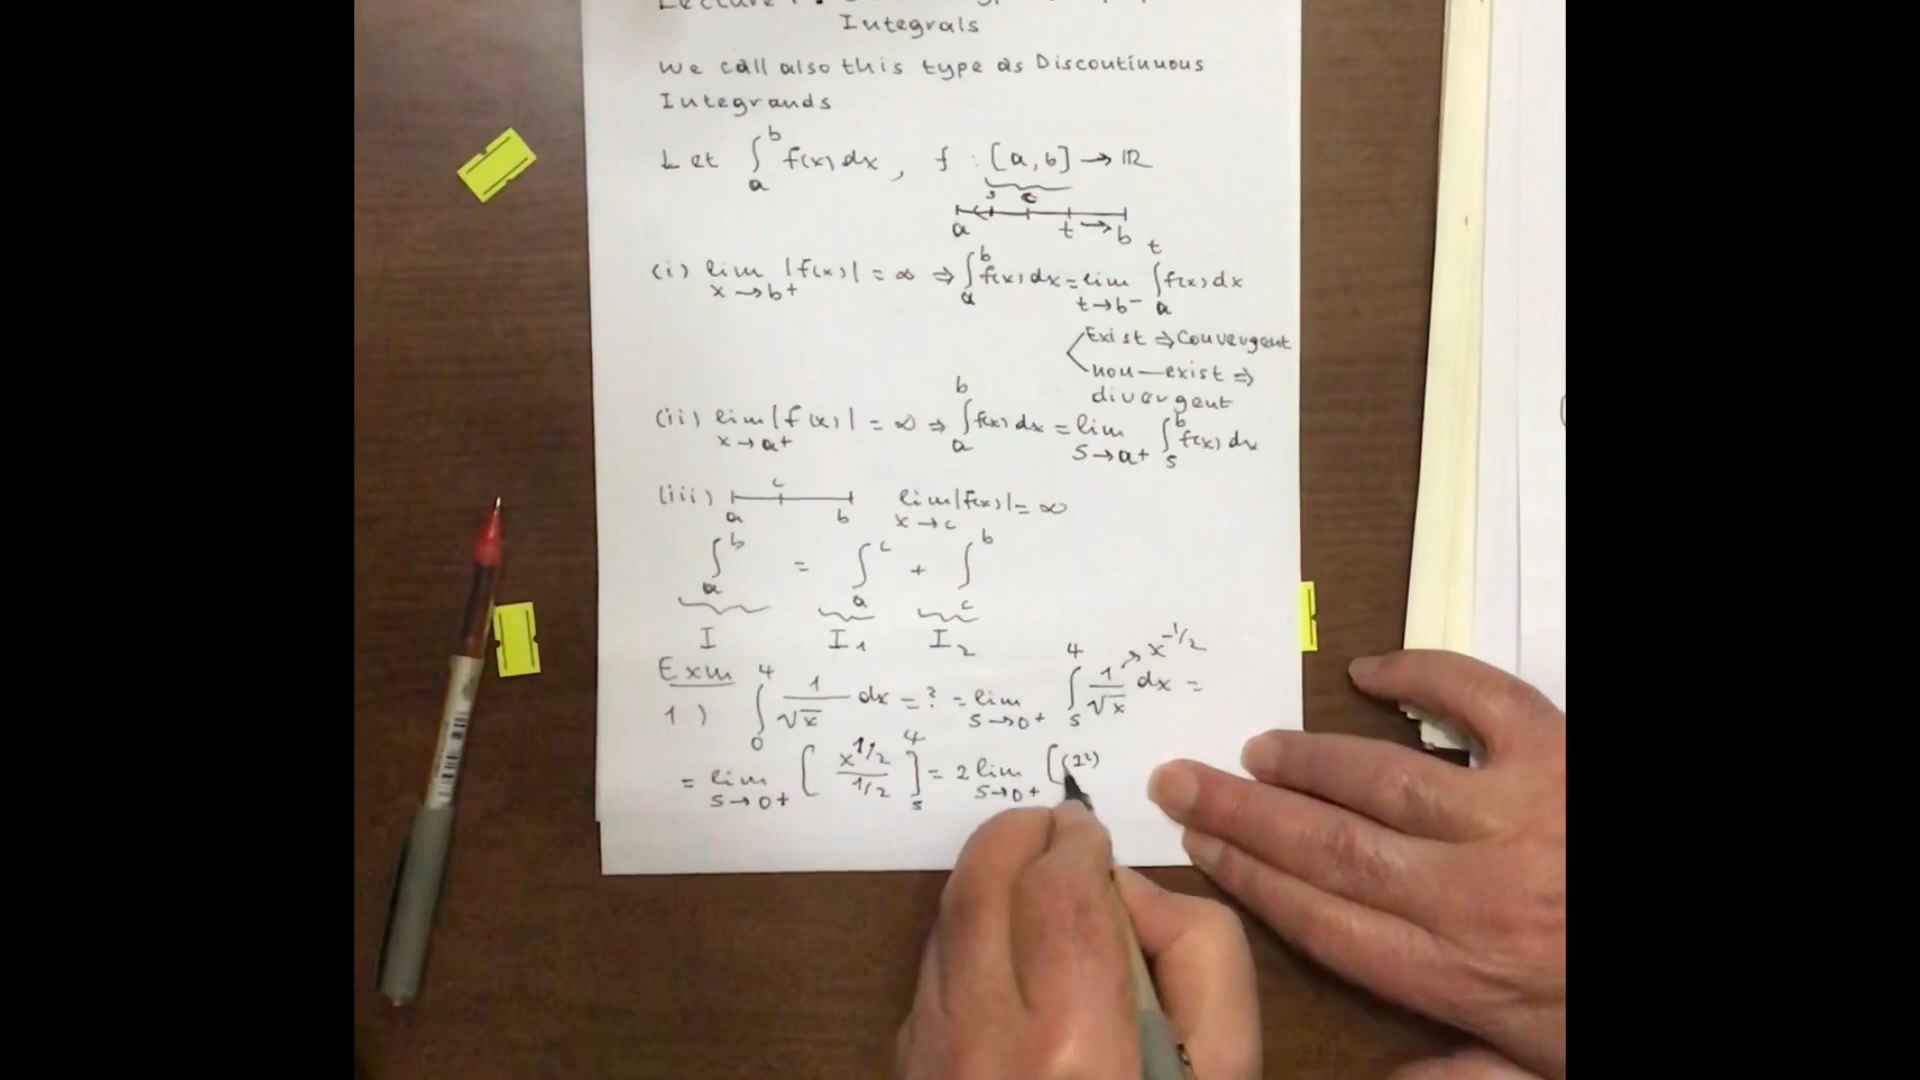 Integrals
We call also this type as Discontinuous
Integrands
Let ∫_a^b f(x) dx , f : [a, b] → IR
s c
a t → b
(i) lim_{x→b+} |f(x)| = ∞ ⇒ ∫_a^b f(x) dx = lim_{t→b-} ∫_a^t f(x) dx
Exist ⇒ Convergent
non-exist ⇒
divergent
(ii) lim_{x→a+} |f(x)| = ∞ ⇒ ∫_a^b f(x) dx = lim_{s→a+} ∫_s^b f(x) dx
(iii) a c b lim_{x→c} |f(x)| = ∞
∫_a^b = ∫_a^c + ∫_c^b
I I₁ I₂
Exm
1) ∫_0^4 1/√x dx = ? = lim_{s→0+} ∫_s^4 1/√x dx = → x^{-1/2}
= lim_{s→0+} [ x^{1/2} / 1/2 ]_s^4 = 2 lim_{s→0+} [(2²)